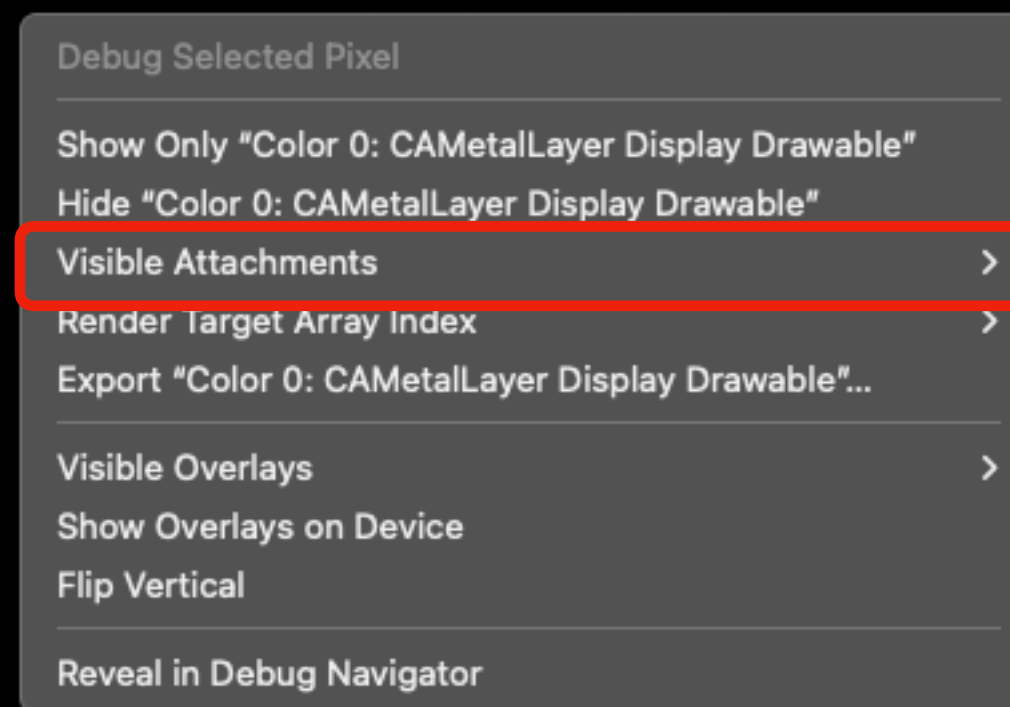 Debug Selected Pixel
Show Only “Color 0: CAMetalLayer Display Drawable”
Hide “Color 0: CAMetalLayer Display Drawable”
Visible Attachments
Render Target Array Index
Export “Color 0: CAMetalLayer Display Drawable”...
Visible Overlays
Show Overlays on Device
Flip Vertical
Reveal in Debug Navigator